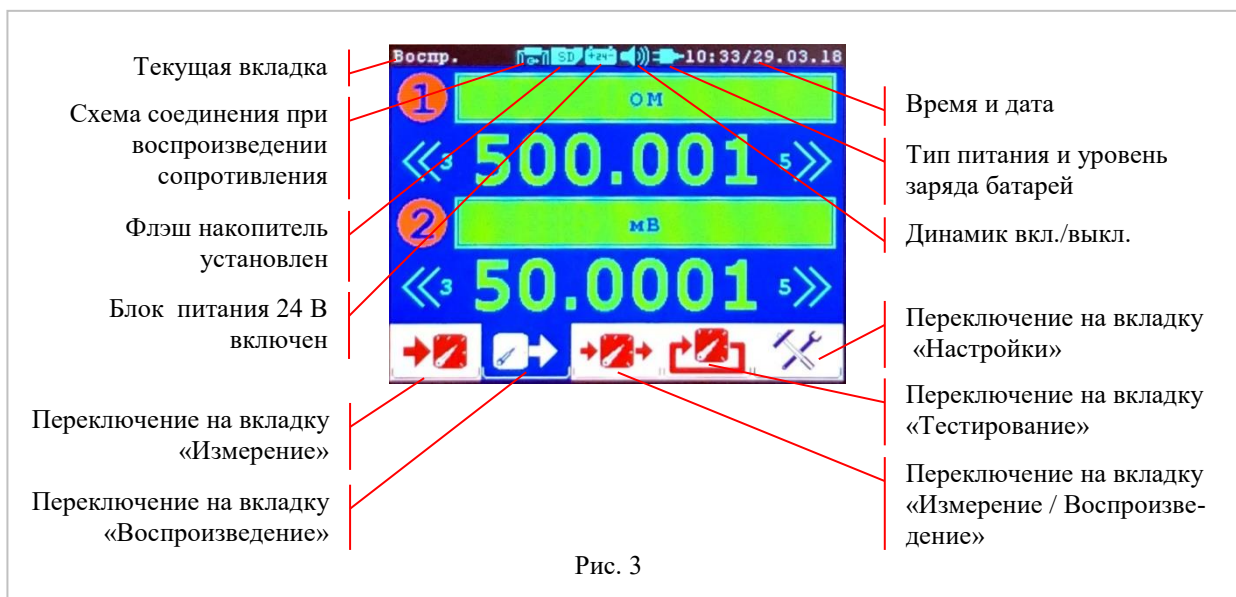 Текущая вкладка
Схема соединения при
воспроизведении
сопротивления
Флэш накопитель
установлен
Блок питания 24 В
включен
Переключение на вкладку
«Измерение»
Переключение на вкладку
«Воспроизведение»
Воспр.
SD
+24-
10:33/29.03.18
1
ОМ
3
500.001
5
2
мВ
3
50.0001
5
Время и дата
Тип питания и уровень
заряда батарей
Динамик вкл./выкл.
Переключение на вкладку
«Настройки»
Переключение на вкладку
«Тестирование»
Переключение на вкладку
«Измерение / Воспроизве-
дение»
Рис. 3